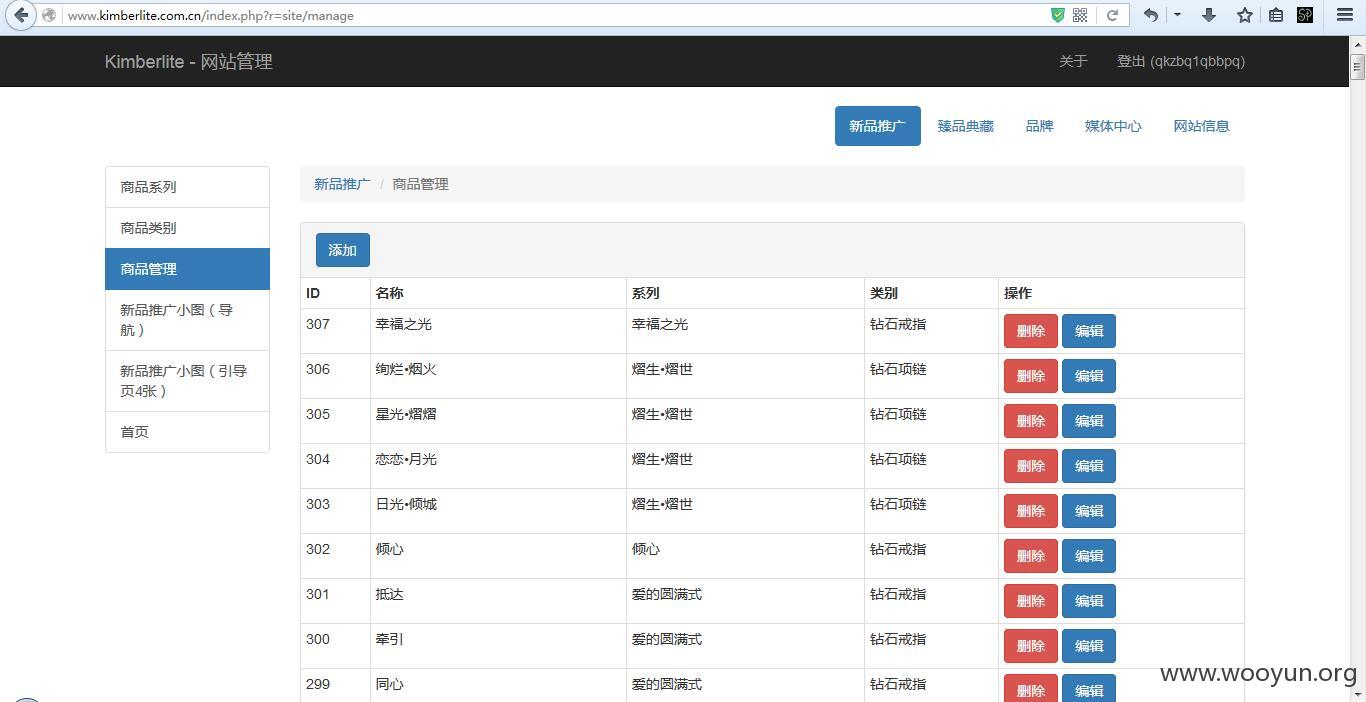 www.kimberlite.com.cn/index.php?r=site/manage
Kimberlite - 网站管理 关于 登出 (qkzbq1qbbpq)
新品推广 臻品典藏 品牌 媒体中心 网站信息
商品系列
商品类别
商品管理
新品推广小图 ( 导
航 )
新品推广小图 ( 引导
页4张 )
首页
新品推广 / 商品管理
添加
ID 名称 系列 类别 操作
307 幸福之光 幸福之光 钻石戒指 删除 编辑
306 绚烂•烟火 熠生•熠世 钻石项链 删除 编辑
305 星光•熠熠 熠生•熠世 钻石项链 删除 编辑
304 恋恋•月光 熠生•熠世 钻石项链 删除 编辑
303 日光•倾城 熠生•熠世 钻石项链 删除 编辑
302 倾心 倾心 钻石戒指 删除 编辑
301 抵达 爱的圆满式 钻石戒指 删除 编辑
300 牵引 爱的圆满式 钻石戒指 删除 编辑
299 同心 爱的圆满式 钻石戒指 删除 编辑
www.wooyun.org